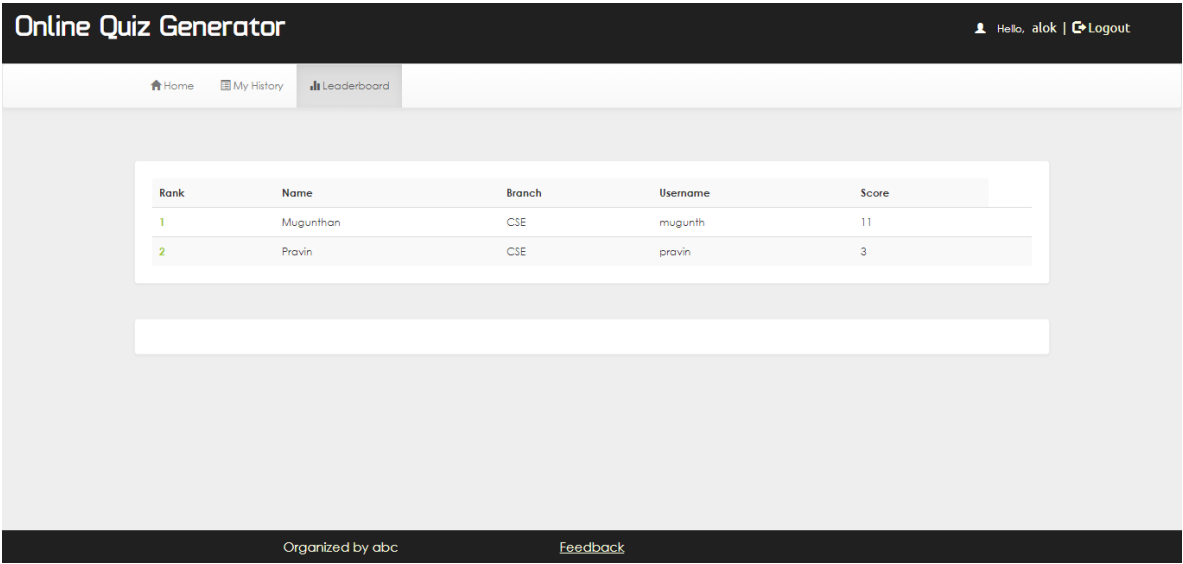 Online Quiz Generator
Hello, alok | Logout
Home My History Leaderboard
Rank Name Branch Username Score
1 Mugunthan CSE mugunth 11
2 Pravin CSE pravin 3
Organized by abc Feedback